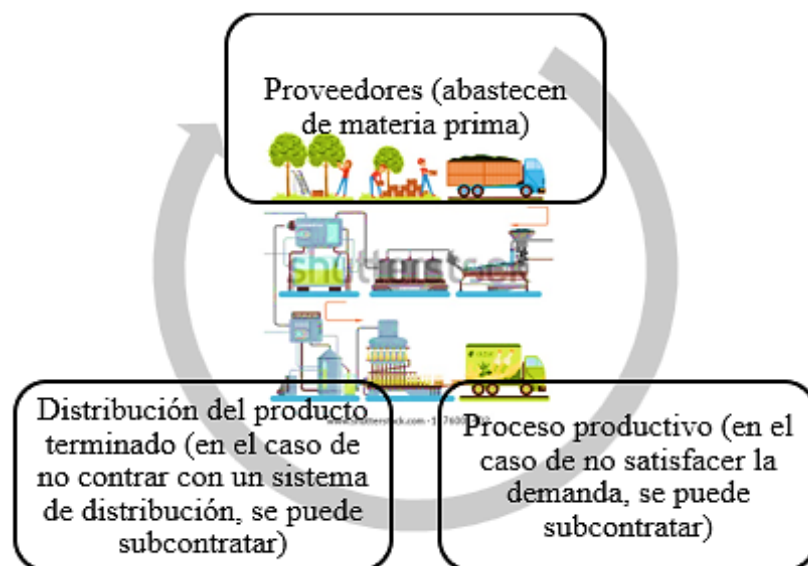 Proveedores (abastecen
de materia prima)
shutterstock
Distribución del producto
terminado (en el caso de
no contrar con un sistema
de distribución, se puede
subcontratar)
Proceso productivo (en el
caso de no satisfacer la
demanda, se puede
subcontratar)